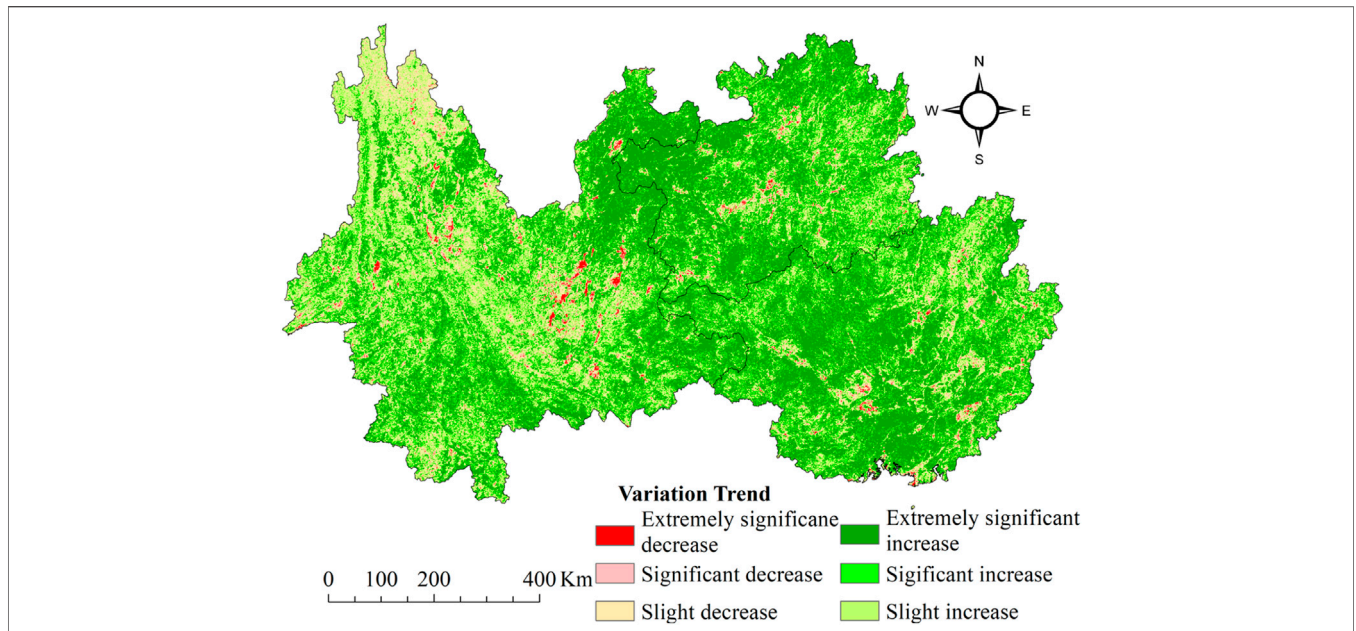 N
W E
S
Variation Trend
Extremely significane
decrease
Extremely significant
increase
Significant decrease
Sigificant increase
Slight decrease
Slight increase
0 100 200 400 Km